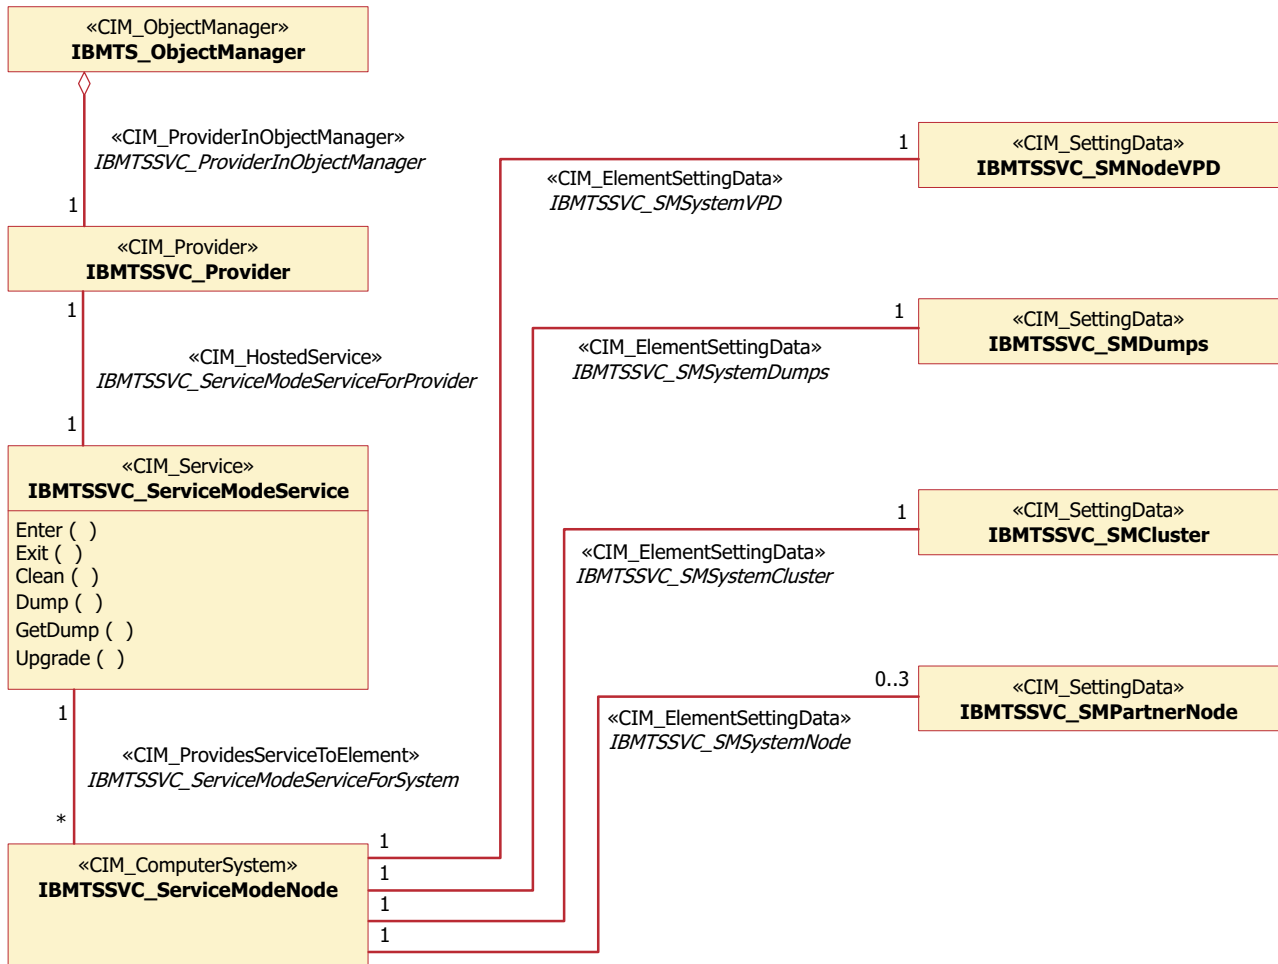 «CIM_ObjectManager»
IBMTS_ObjectManager
«CIM_ProviderInObjectManager»
IBMTSSVC_ProviderInObjectManager
1
«CIM_Provider»
IBMTSSVC_Provider
1
«CIM_HostedService»
IBMTSSVC_ServiceModeServiceForProvider
1
«CIM_Service»
IBMTSSVC_ServiceModeService
Enter ( )
Exit ( )
Clean ( )
Dump ( )
GetDump ( )
Upgrade ( )
1
«CIM_ProvidesServiceToElement»
IBMTSSVC_ServiceModeServiceForSystem
*
«CIM_ComputerSystem»
IBMTSSVC_ServiceModeNode
1
1
1
1
«CIM_ElementSettingData»
IBMTSSVC_SMSystemVPD
1
«CIM_SettingData»
IBMTSSVC_SMNodeVPD
«CIM_ElementSettingData»
IBMTSSVC_SMSystemDumps
1
«CIM_SettingData»
IBMTSSVC_SMDumps
«CIM_ElementSettingData»
IBMTSSVC_SMSystemCluster
1
«CIM_SettingData»
IBMTSSVC_SMCluster
«CIM_ElementSettingData»
IBMTSSVC_SMSystemNode
0..3
«CIM_SettingData»
IBMTSSVC_SMPartnerNode